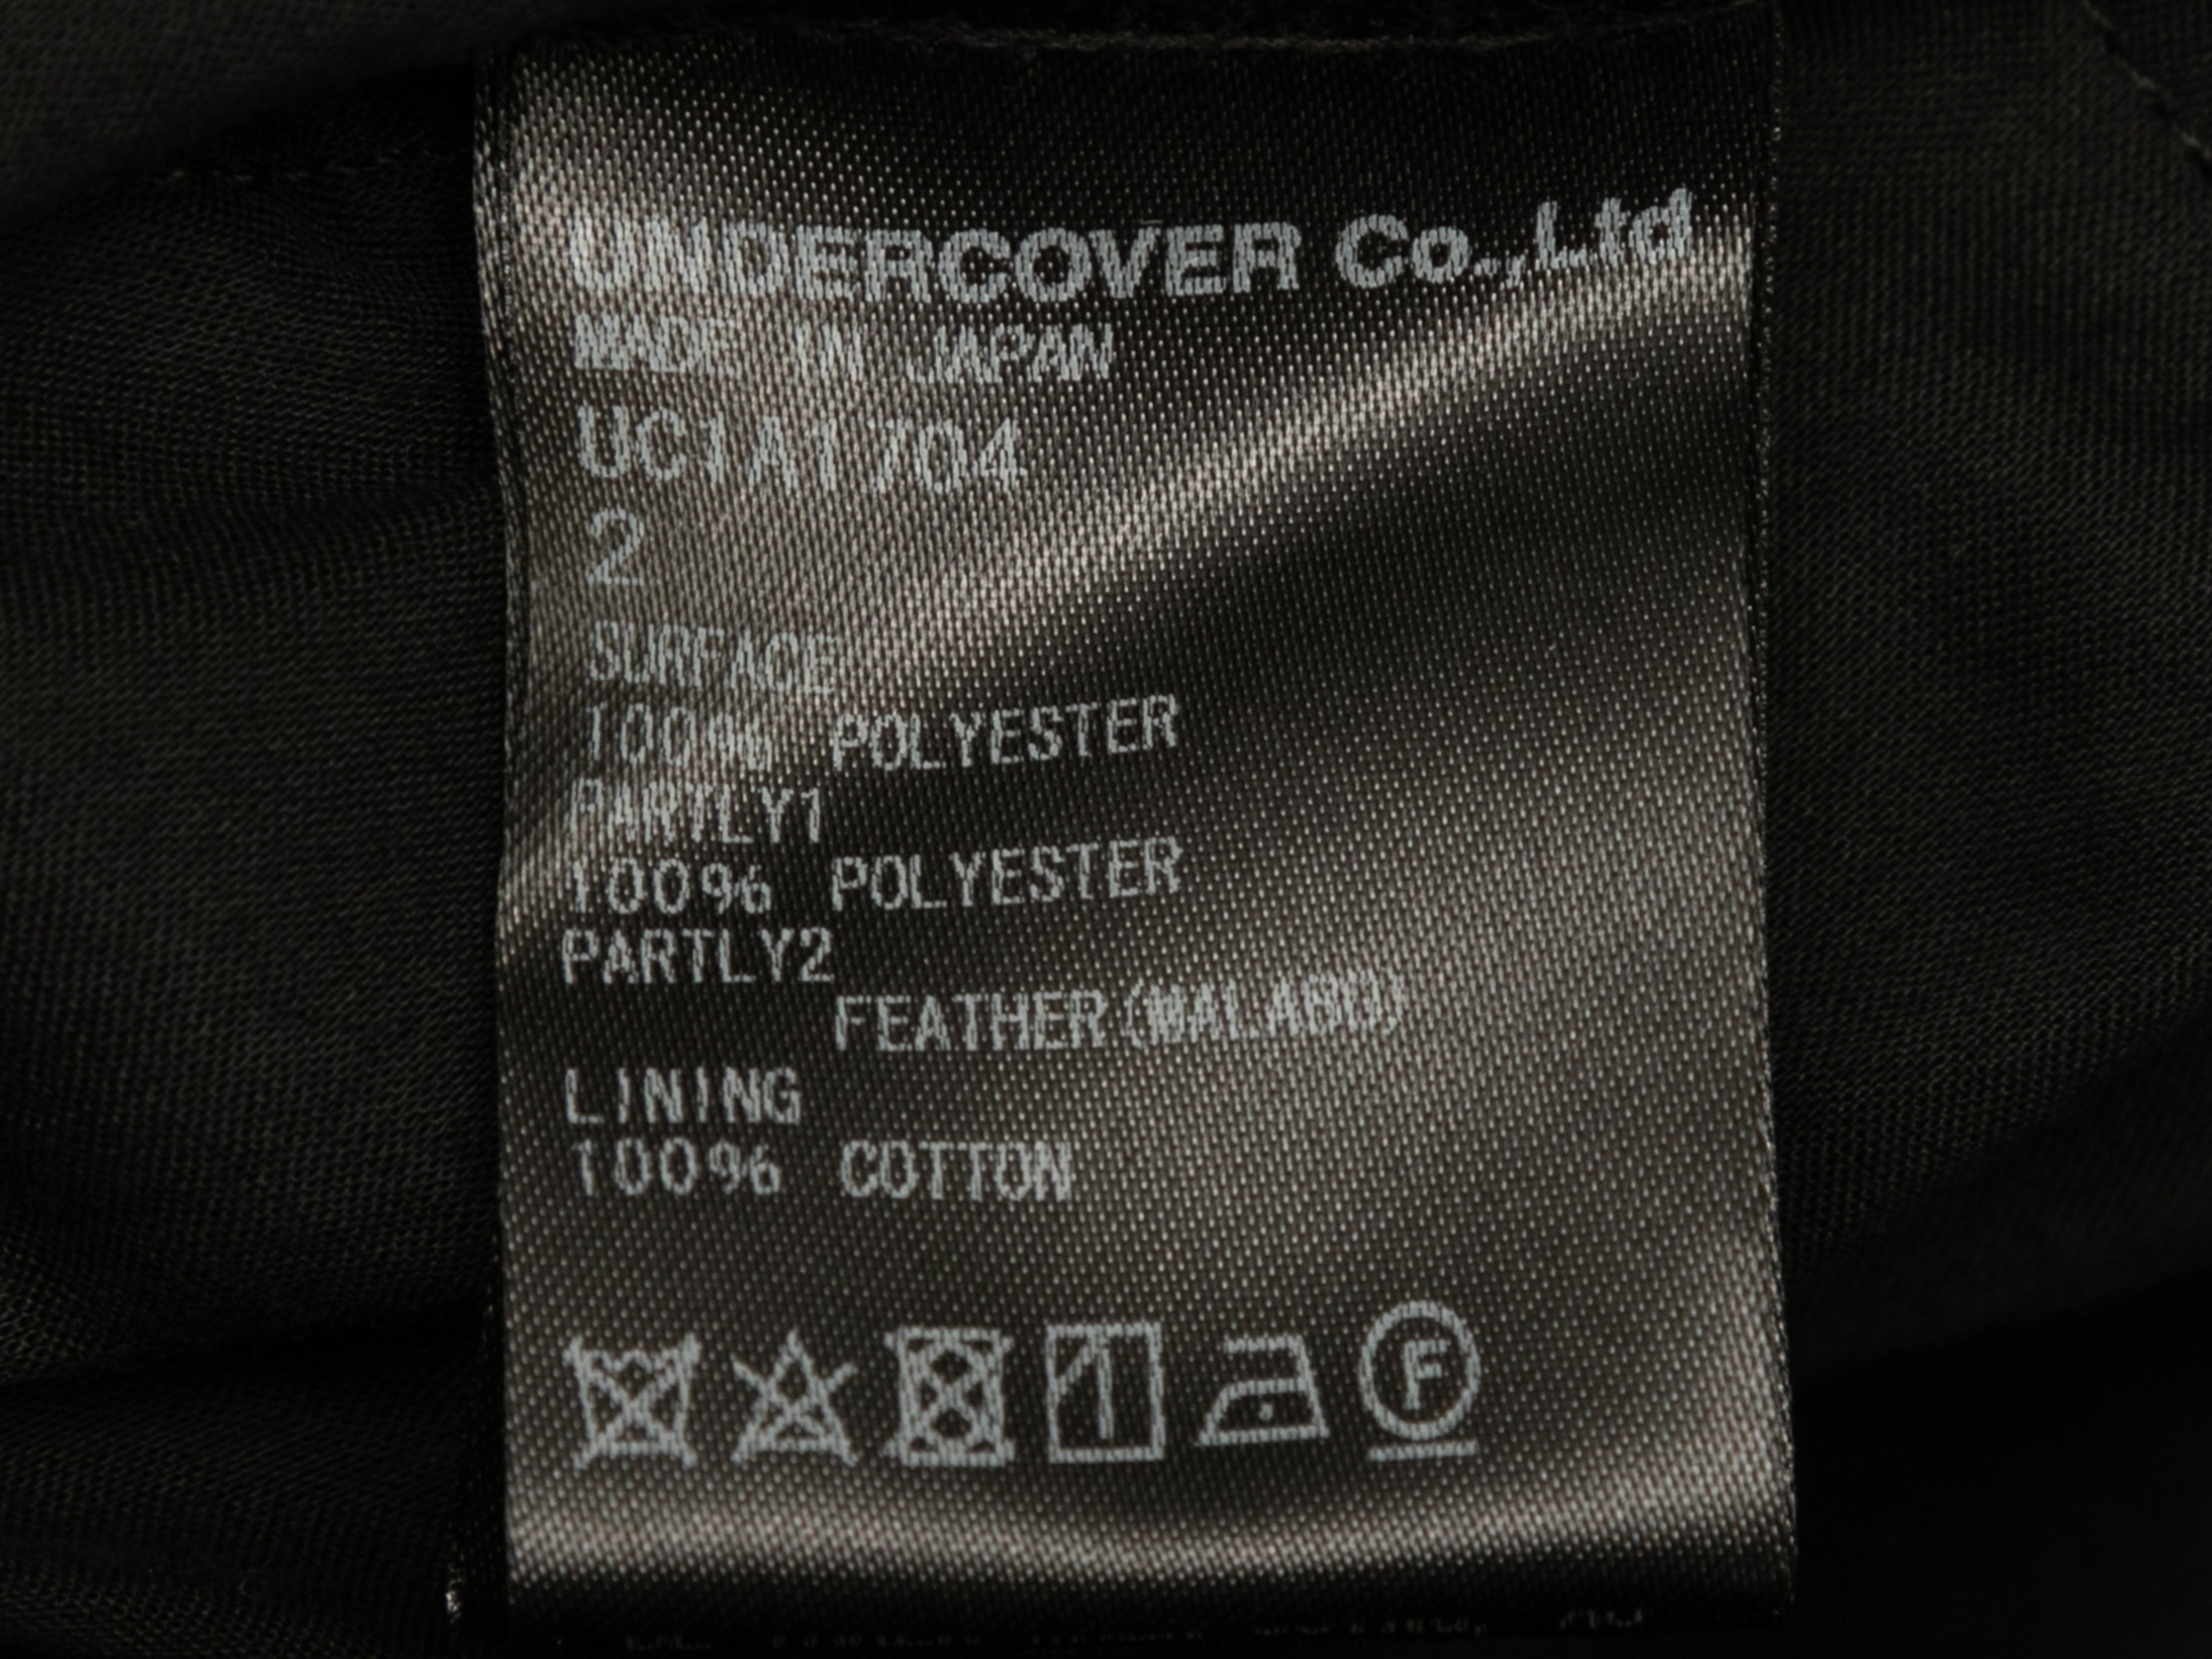 UNDERCOVER Co.,Ltd
MADE IN JAPAN
UC1A1704
2
SURFACE
100% POLYESTER
PARTLY1
100% POLYESTER
PARTLY2
FEATHER(MALABO)
LINING
100% COTTON
F